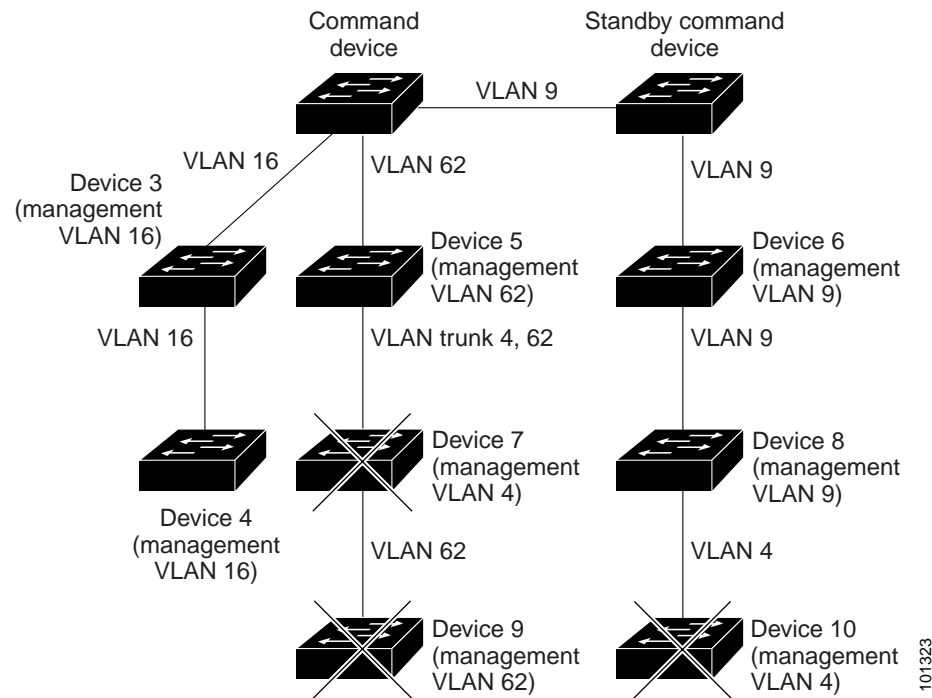 Command
device
Standby command
device
VLAN 9
VLAN 16
VLAN 62
VLAN 9
Device 3
(management
VLAN 16)
Device 5
(management
VLAN 62)
Device 6
(management
VLAN 9)
VLAN 16
VLAN trunk 4, 62
VLAN 9
Device 7
(management
VLAN 4)
Device 8
(management
VLAN 9)
Device 4
(management
VLAN 16)
VLAN 62
VLAN 4
Device 9
(management
VLAN 62)
Device 10
(management
VLAN 4)
101323